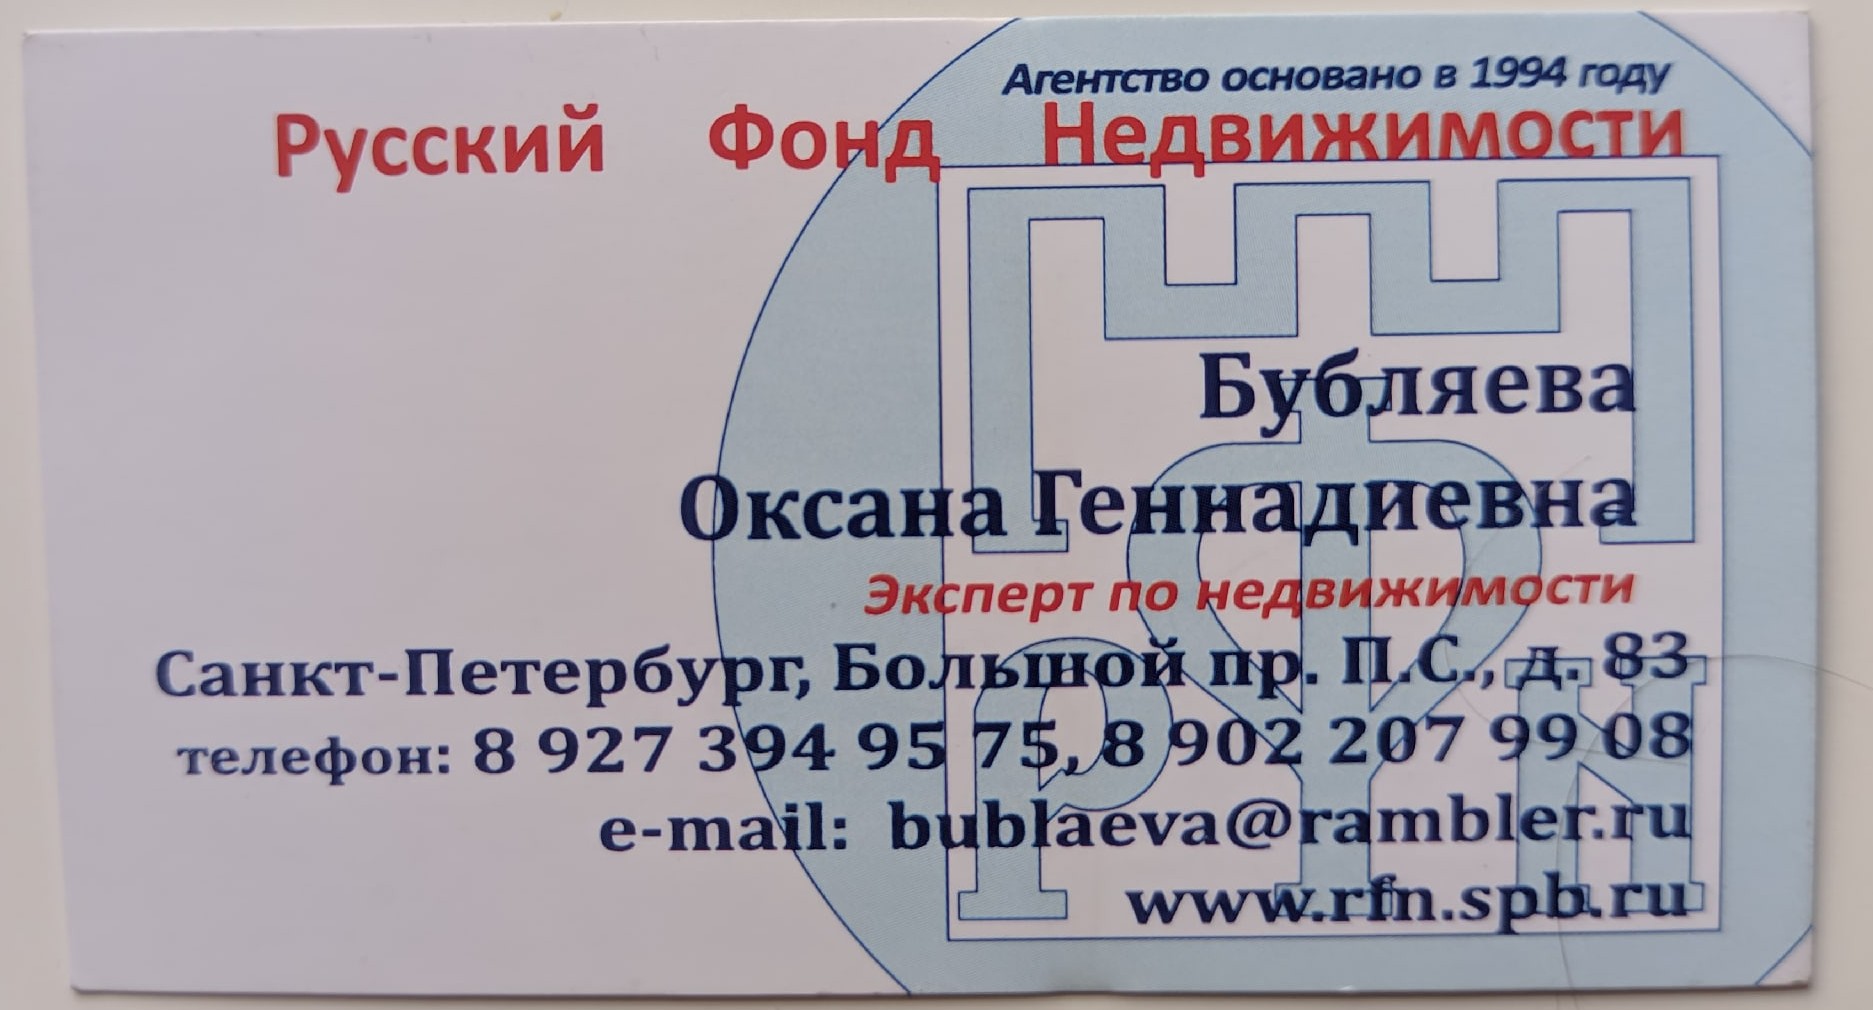 Агентство основано в 1994 году
Русский Фонд Недвижимости
Бубляева
Оксана Геннадиевна
Эксперт по недвижимости
Санкт-Петербург, Большой пр. П.С., д. 83
телефон: 8 927 394 95 75, 8 902 207 99 08
e-mail: bublaeva@rambler.ru
www.rfn.spb.ru
РФН